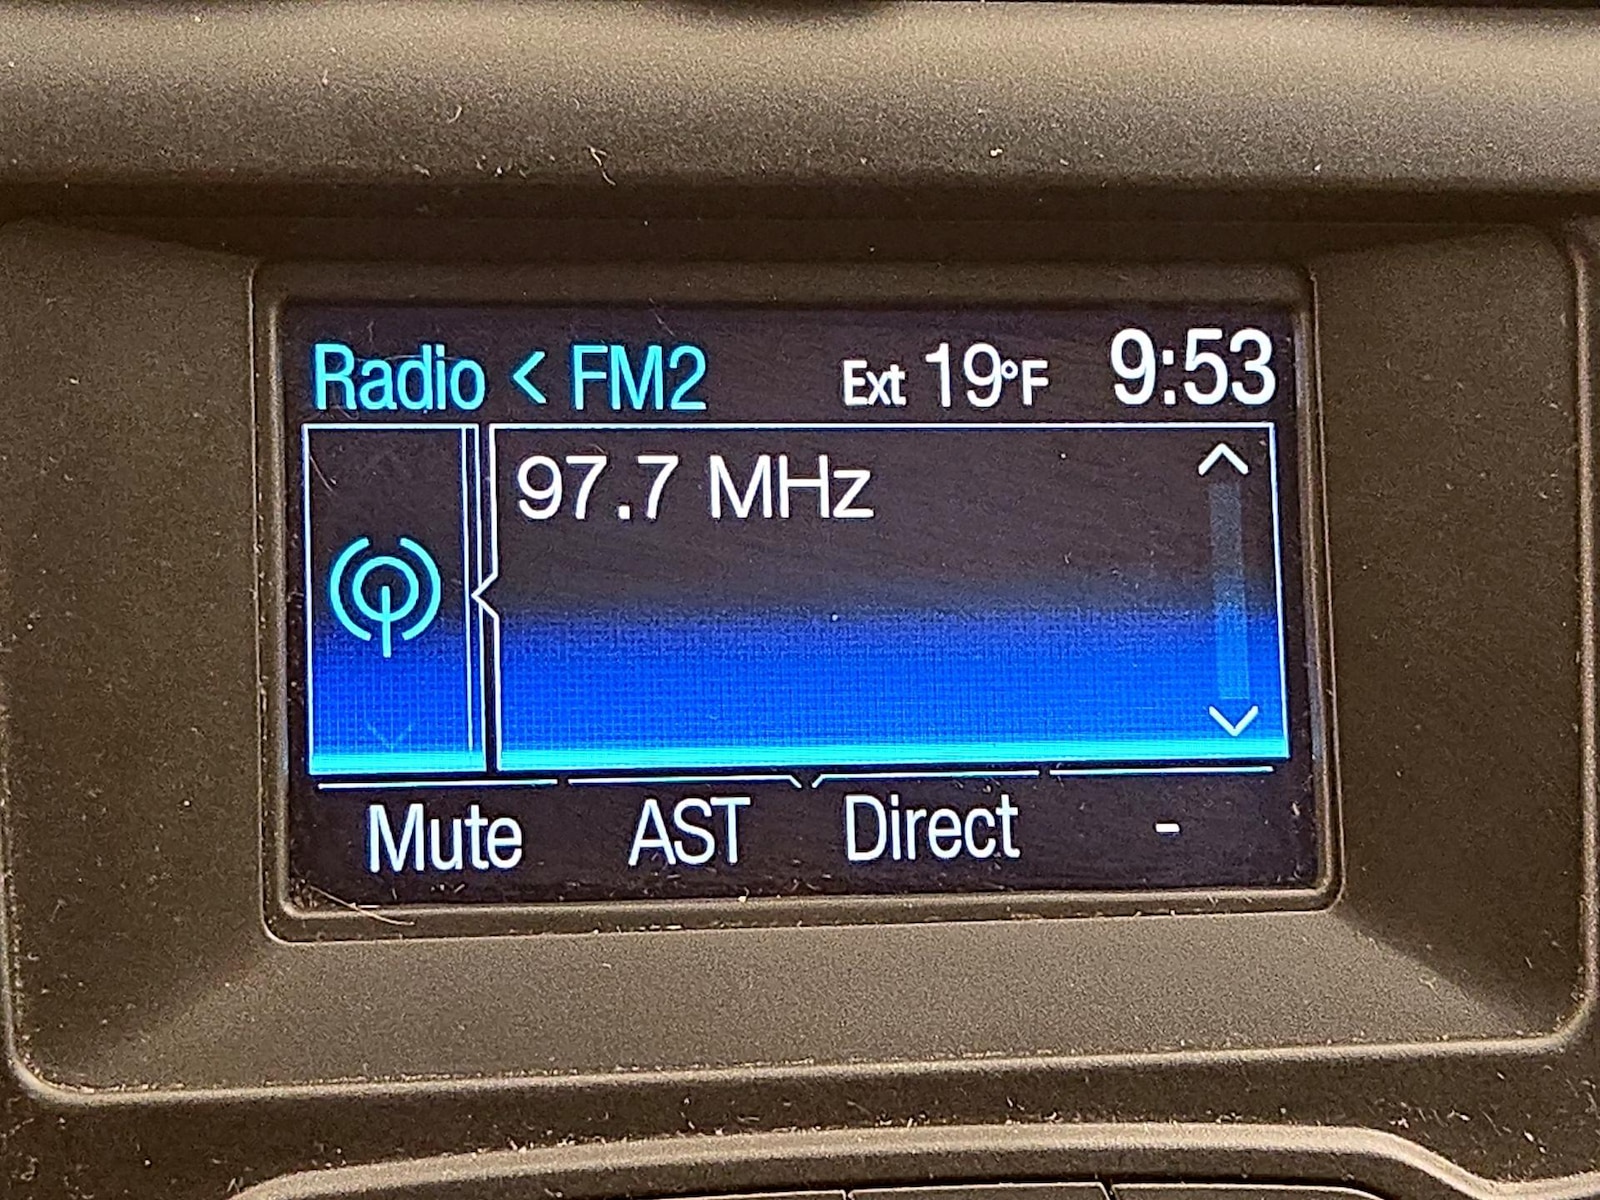 Radio < FM2 Ext 19°F 9:53
97.7 MHz
Mute AST Direct -